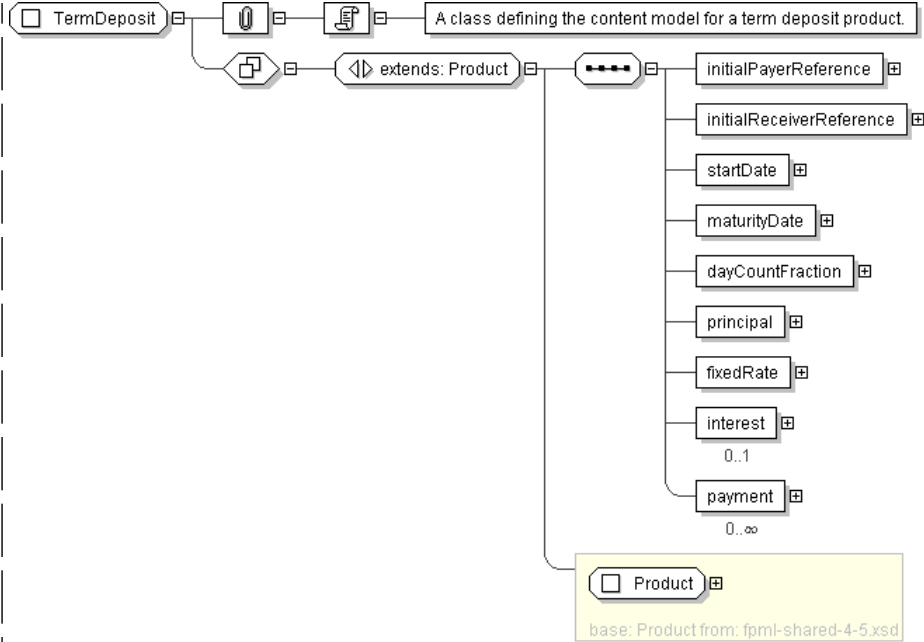 TermDeposit
A class defining the content model for a term deposit product.
extends: Product
initialPayerReference
initialReceiverReference
startDate
maturityDate
dayCountFraction
principal
fixedRate
interest
0..1
payment
0..∞
Product
base: Product from: fpml-shared-4-5.xsd